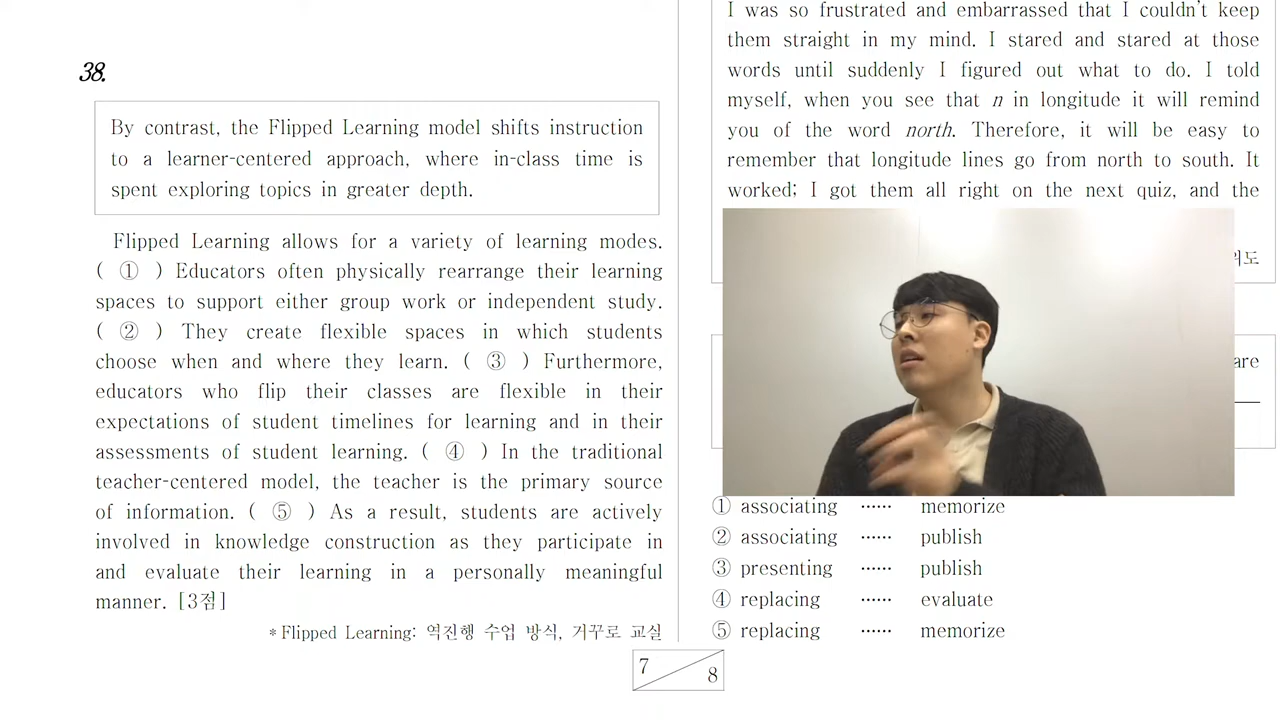 38.
By contrast, the Flipped Learning model shifts instruction
to a learner-centered approach, where in-class time is
spent exploring topics in greater depth.
Flipped Learning allows for a variety of learning modes.
( ① ) Educators often physically rearrange their learning
spaces to support either group work or independent study.
( ② ) They create flexible spaces in which students
choose when and where they learn. ( ③ ) Furthermore,
educators who flip their classes are flexible in their
expectations of student timelines for learning and in their
assessments of student learning. ( ④ ) In the traditional
teacher-centered model, the teacher is the primary source
of information. ( ⑤ ) As a result, students are actively
involved in knowledge construction as they participate in
and evaluate their learning in a personally meaningful
manner. [3점]
* Flipped Learning: 역진행 수업 방식, 거꾸로 교실
I was so frustrated and embarrassed that I couldn't keep
them straight in my mind. I stared and stared at those
words until suddenly I figured out what to do. I told
myself, when you see that n in longitude it will remind
you of the word north. Therefore, it will be easy to
remember that longitude lines go from north to south. It
worked; I got them all right on the next quiz, and the
are
① associating ······ memorize
② associating ······ publish
③ presenting ······ publish
④ replacing ······ evaluate
⑤ replacing ······ memorize
7
8